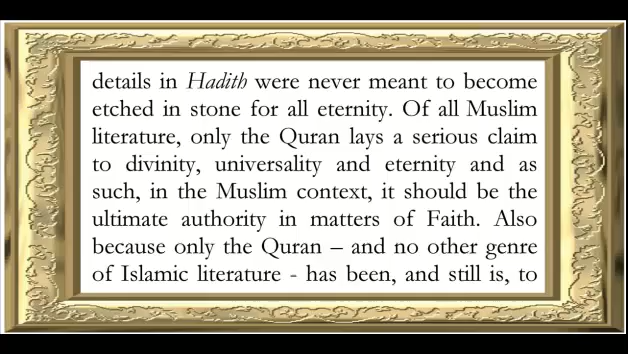 details in Hadith were never meant to become
etched in stone for all eternity. Of all Muslim
literature, only the Quran lays a serious claim
to divinity, universality and eternity and as
such, in the Muslim context, it should be the
ultimate authority in matters of Faith. Also
because only the Quran – and no other genre
of Islamic literature - has been, and still is, to